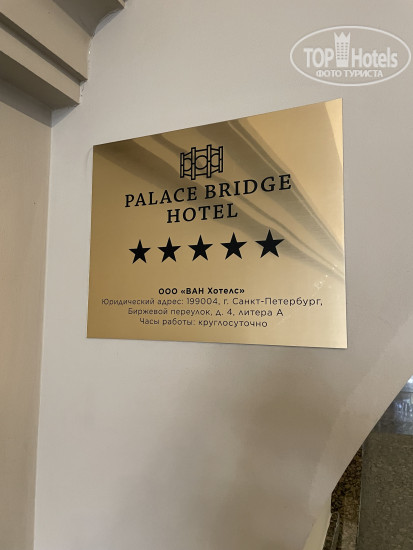 TOP Hotels
ФОТО ТУРИСТА
PALACE BRIDGE
HOTEL
ООО «ВАН Хотелс»
Юридический адрес: 199004, г. Санкт-Петербург,
Биржевой переулок, д. 4, литера А
Часы работы: круглосуточно